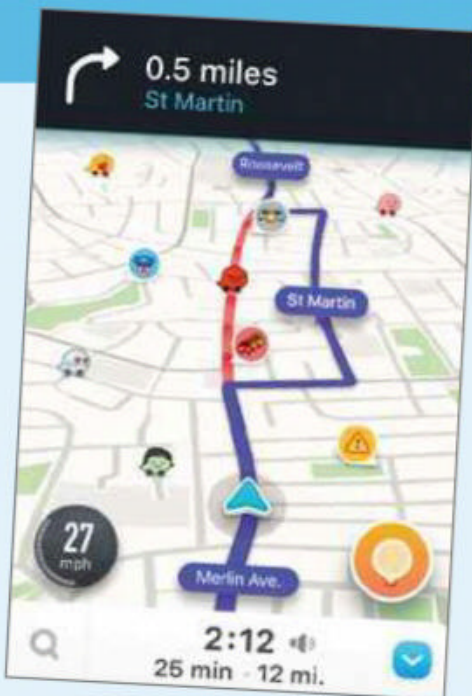 0.5 miles
St Martin
Roosevelt
St Martin
27
mph
Merlin Ave.
2:12
25 min - 12 mi.